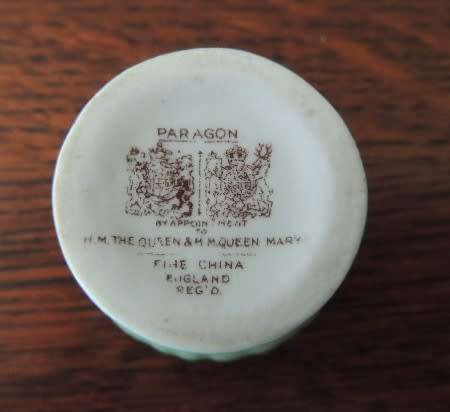 PARAGON
BY APPOINTMENT
TO
H.M. THE QUEEN & H.M. QUEEN MARY
FINE CHINA
ENGLAND
REG'D.